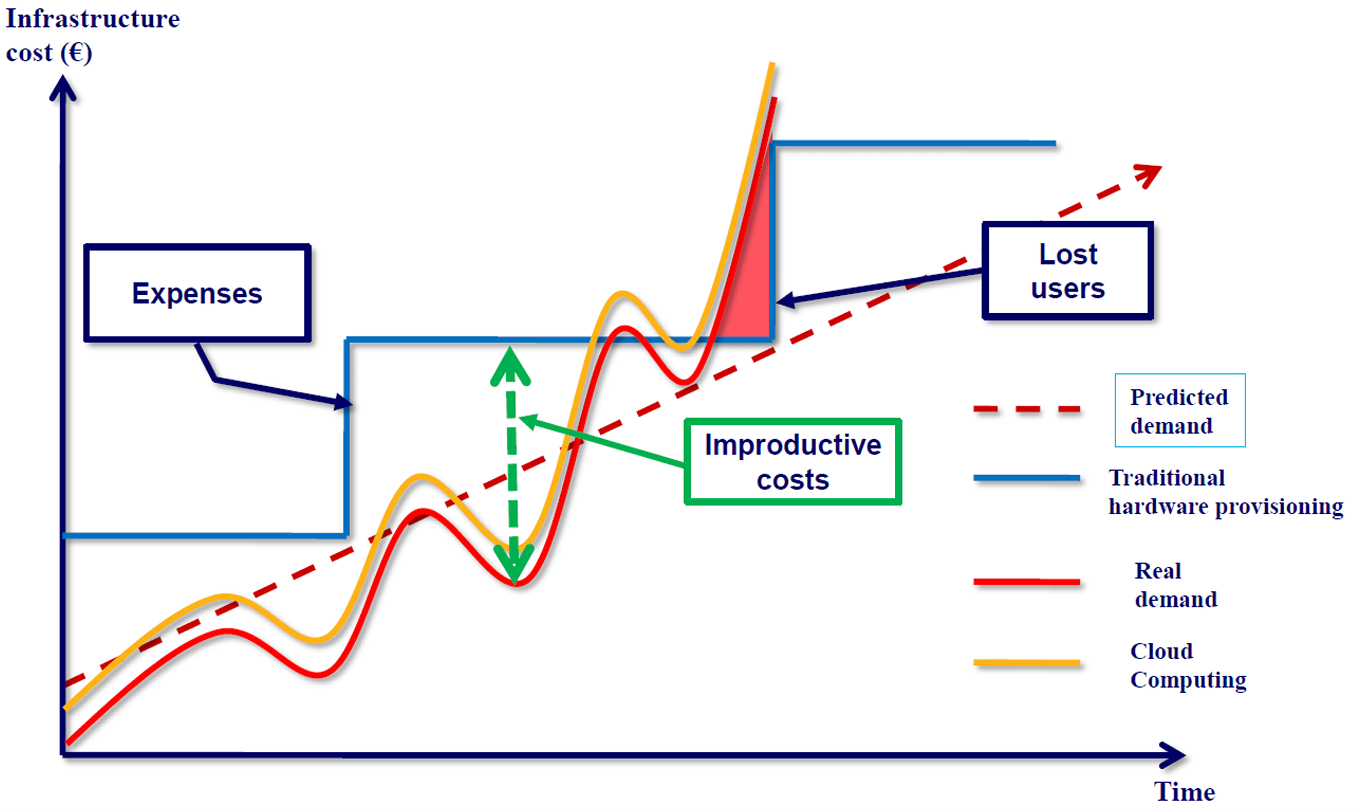 Infrastructure
cost (€)
Expenses
Lost
users
Improductive
costs
Predicted
demand
Traditional
hardware provisioning
Real
demand
Cloud
Computing
Time